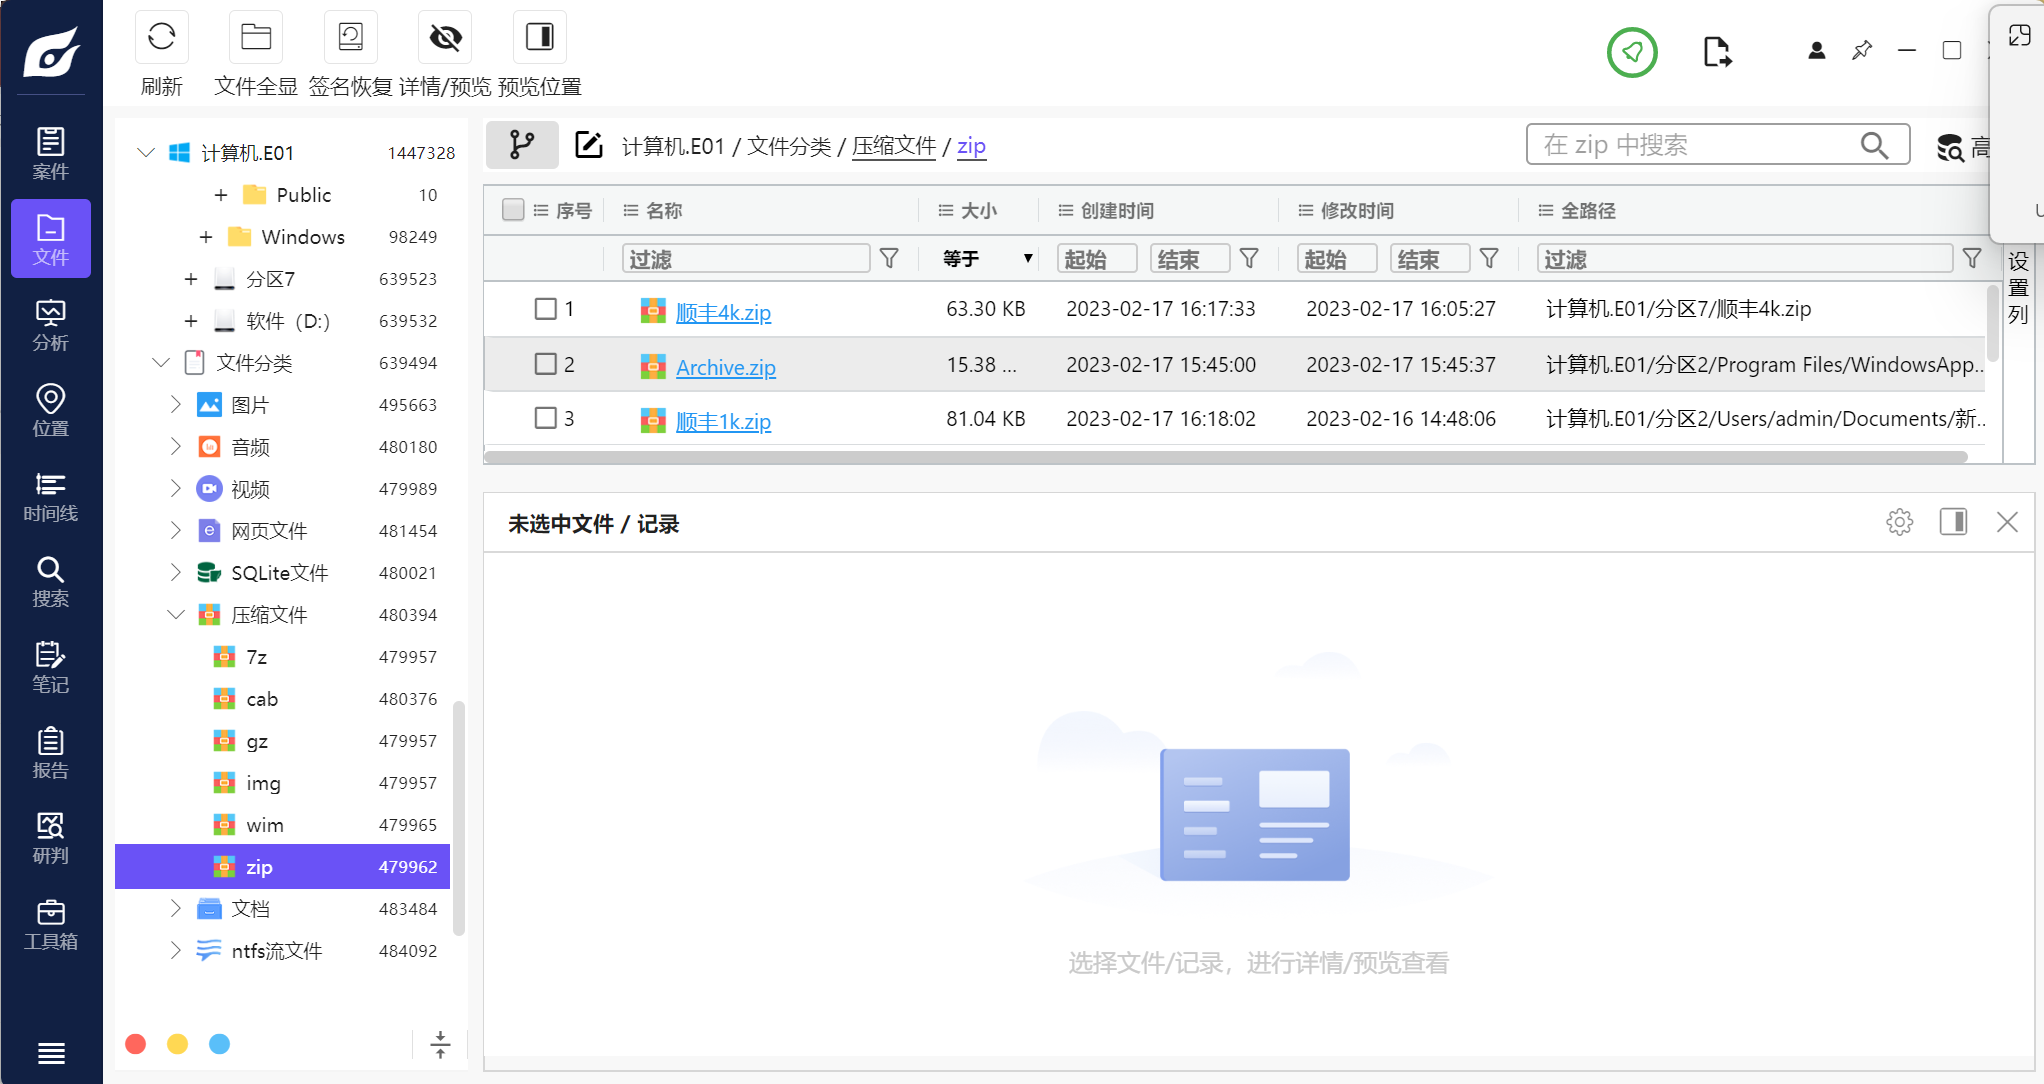 刷新
文件全显
签名恢复
详情/预览
预览位置
案件
文件
分析
位置
时间线
搜索
笔记
报告
研判
工具箱
计算机.E01 1447328
Public 10
Windows 98249
分区7 639523
软件 (D:) 639532
文件分类 639494
图片 495663
音频 480180
视频 479989
网页文件 481454
SQLite文件 480021
压缩文件 480394
7z 479957
cab 480376
gz 479957
img 479957
wim 479965
zip 479962
文档 483484
ntfs流文件 484092
计算机.E01 / 文件分类 / 压缩文件 / zip
在 zip 中搜索
高
序号 名称 大小 创建时间 修改时间 全路径
过滤 等于 起始 结束 起始 结束 过滤
1 顺丰4k.zip 63.30 KB 2023-02-17 16:17:33 2023-02-17 16:05:27 计算机.E01/分区7/顺丰4k.zip
2 Archive.zip 15.38 ... 2023-02-17 15:45:00 2023-02-17 15:45:37 计算机.E01/分区2/Program Files/WindowsApp...
3 顺丰1k.zip 81.04 KB 2023-02-17 16:18:02 2023-02-16 14:48:06 计算机.E01/分区2/Users/admin/Documents/新...
设置列
未选中文件 / 记录
选择文件/记录，进行详情/预览查看